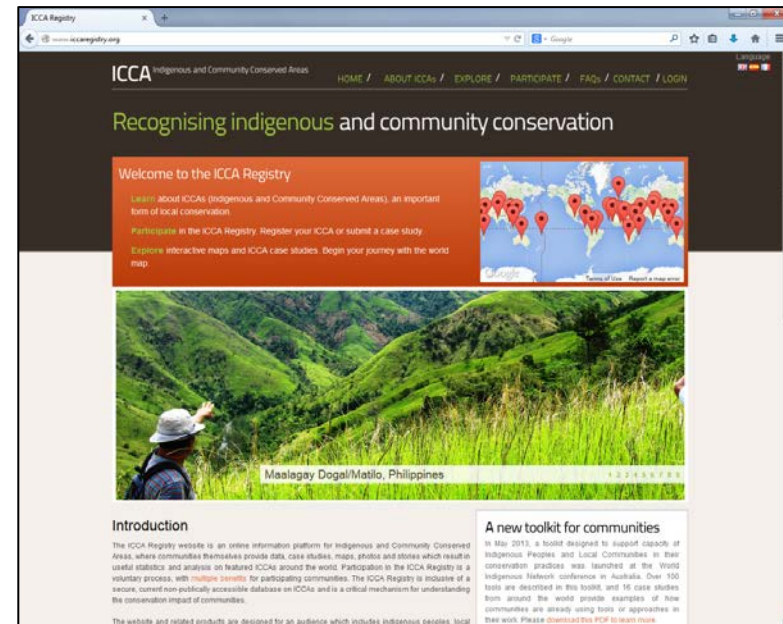 ICCA Registry
www.iccaregistry.org
Google
Language
ICCA Indigenous and Community Conserved Areas
HOME / ABOUT ICCAs / EXPLORE / PARTICIPATE / FAQs / CONTACT / LOGIN
Recognising indigenous and community conservation
Welcome to the ICCA Registry
Learn about ICCAs (Indigenous and Community Conserved Areas), an important
form of local conservation.
Participate in the ICCA Registry. Register your ICCA or submit a case study.
Explore interactive maps and ICCA case studies. Begin your journey with the world
map.
Google
Terms of Use Report a map error
Maalagay Dogal/Matilo, Philippines
1 2 3 4 5 6 7 8 9
Introduction
The ICCA Registry website is an online information platform for Indigenous and Community Conserved
Areas, where communities themselves provide data, case studies, maps, photos and stories which result in
useful statistics and analysis on featured ICCAs around the world. Participation in the ICCA Registry is a
voluntary process, with multiple benefits for participating communities. The ICCA Registry is inclusive of a
secure, current non-publically accessible database on ICCAs and is a critical mechanism for understanding
the conservation impact of communities.
The website and related products are designed for an audience which includes indigenous peoples, local
A new toolkit for communities
In May 2013, a toolkit designed to support capacity of
Indigenous Peoples and Local Communities in their
conservation practices was launched at the World
Indigenous Network conference in Australia. Over 100
tools are described in this toolkit, and 16 case studies
from around the world provide examples of how
communities are already using tools or approaches in
their work. Please download this PDF to learn more.